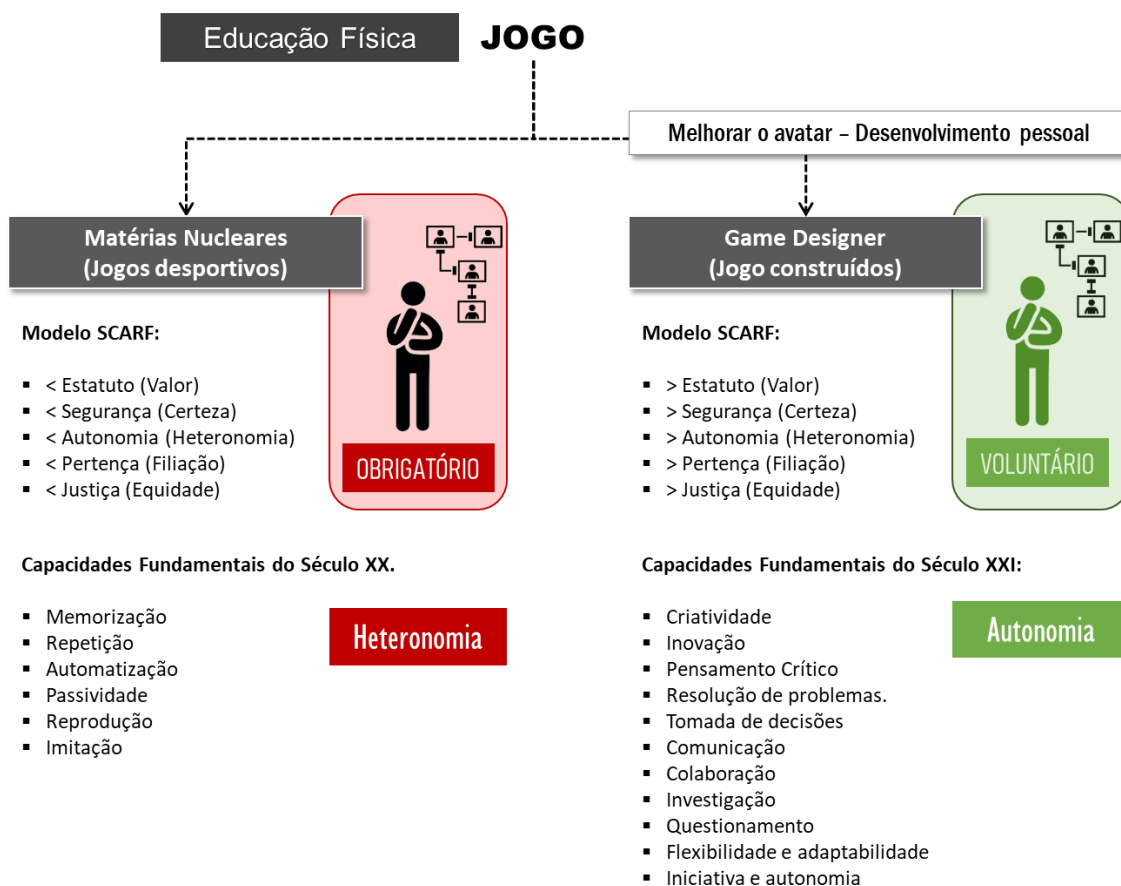 Educação Física JOGO
Melhorar o avatar – Desenvolvimento pessoal
Matérias Nucleares
(Jogos desportivos)
Modelo SCARF:
▪ < Estatuto (Valor)
▪ < Segurança (Certeza)
▪ < Autonomia (Heteronomia)
▪ < Pertença (Filiação)
▪ < Justiça (Equidade)
OBRIGATÓRIO
Capacidades Fundamentais do Século XX.
▪ Memorização
▪ Repetição
▪ Automatização
▪ Passividade
▪ Reprodução
▪ Imitação
Heteronomia
Game Designer
(Jogo construídos)
Modelo SCARF:
▪ > Estatuto (Valor)
▪ > Segurança (Certeza)
▪ > Autonomia (Heteronomia)
▪ > Pertença (Filiação)
▪ > Justiça (Equidade)
VOLUNTÁRIO
Capacidades Fundamentais do Século XXI:
▪ Criatividade
▪ Inovação
▪ Pensamento Crítico
▪ Resolução de problemas.
▪ Tomada de decisões
▪ Comunicação
▪ Colaboração
▪ Investigação
▪ Questionamento
▪ Flexibilidade e adaptabilidade
▪ Iniciativa e autonomia
Autonomia